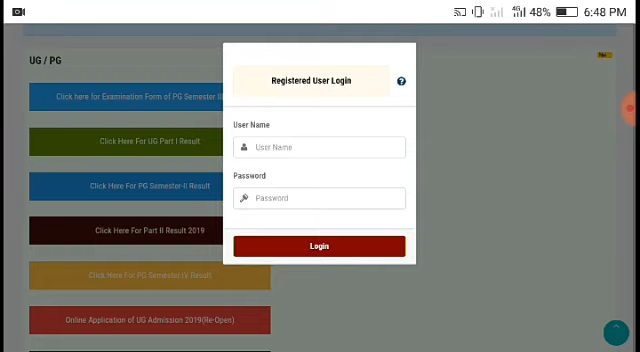 48% 6:48 PM
UG / PG
Registered User Login
Click here for Examination Form of PG Semester III
User Name
Click Here For UG Part I Result
User Name
Password
Click Here For PG Semester-II Result
Password
Click Here For Part II Result 2019
Login
Click Here For PG Semester-IV Result
Online Application of UG Admission 2019(Re-Open)